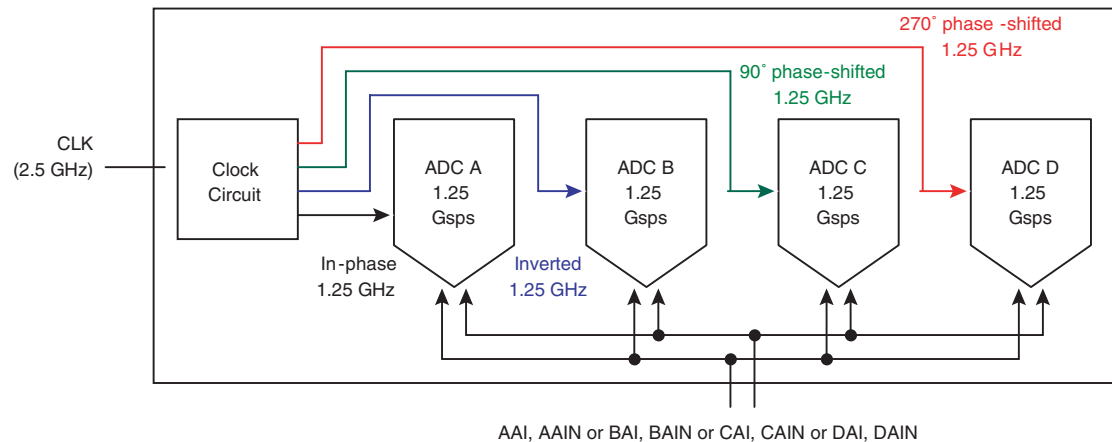 270° phase -shifted
1.25 GHz
90° phase-shifted
1.25 GHz
CLK
(2.5 GHz)
Clock
Circuit
ADC A
1.25
Gsps
ADC B
1.25
Gsps
ADC C
1.25
Gsps
ADC D
1.25
Gsps
In-phase
1.25 GHz
Inverted
1.25 GHz
AAI, AAIN or BAI, BAIN or CAI, CAIN or DAI, DAIN